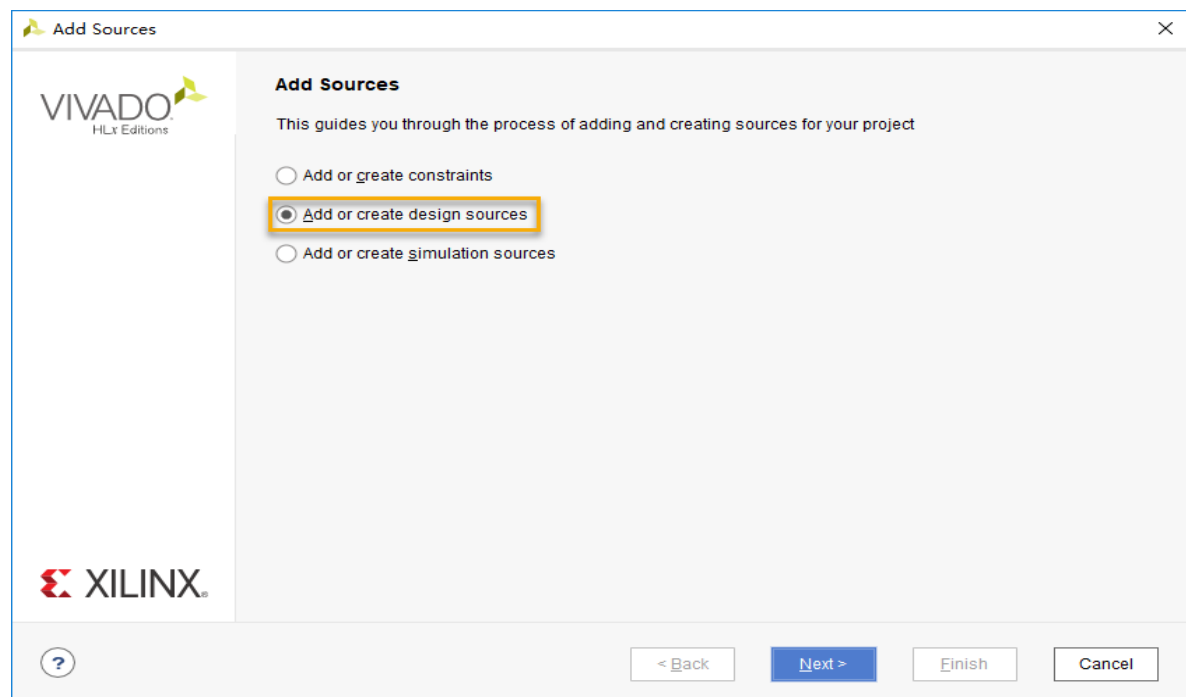 Add Sources
VIVADO.
HLx Editions
Add Sources
This guides you through the process of adding and creating sources for your project
Add or create constraints
Add or create design sources
Add or create simulation sources
XILINX.
?
< Back
Next >
Finish
Cancel